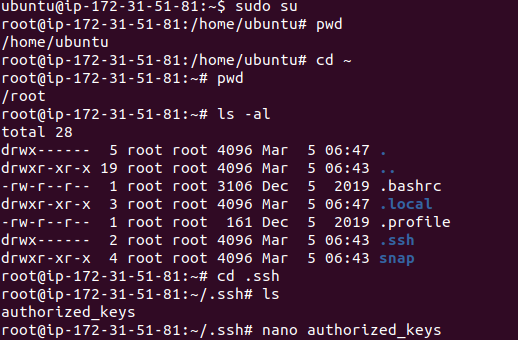 ubuntu@ip-172-31-51-81:~$ sudo su
root@ip-172-31-51-81:/home/ubuntu# pwd
/home/ubuntu
root@ip-172-31-51-81:/home/ubuntu# cd ~
root@ip-172-31-51-81:~# pwd
/root
root@ip-172-31-51-81:~# ls -al
total 28
drwx------  5 root root 4096 Mar  5 06:47 .
drwxr-xr-x 19 root root 4096 Mar  5 06:43 ..
-rw-r--r--  1 root root 3106 Dec  5  2019 .bashrc
drwxr-xr-x  3 root root 4096 Mar  5 06:47 .local
-rw-r--r--  1 root root  161 Dec  5  2019 .profile
drwx------  2 root root 4096 Mar  5 06:43 .ssh
drwxr-xr-x  4 root root 4096 Mar  5 06:43 snap
root@ip-172-31-51-81:~# cd .ssh
root@ip-172-31-51-81:~/.ssh# ls
authorized_keys
root@ip-172-31-51-81:~/.ssh# nano authorized_keys